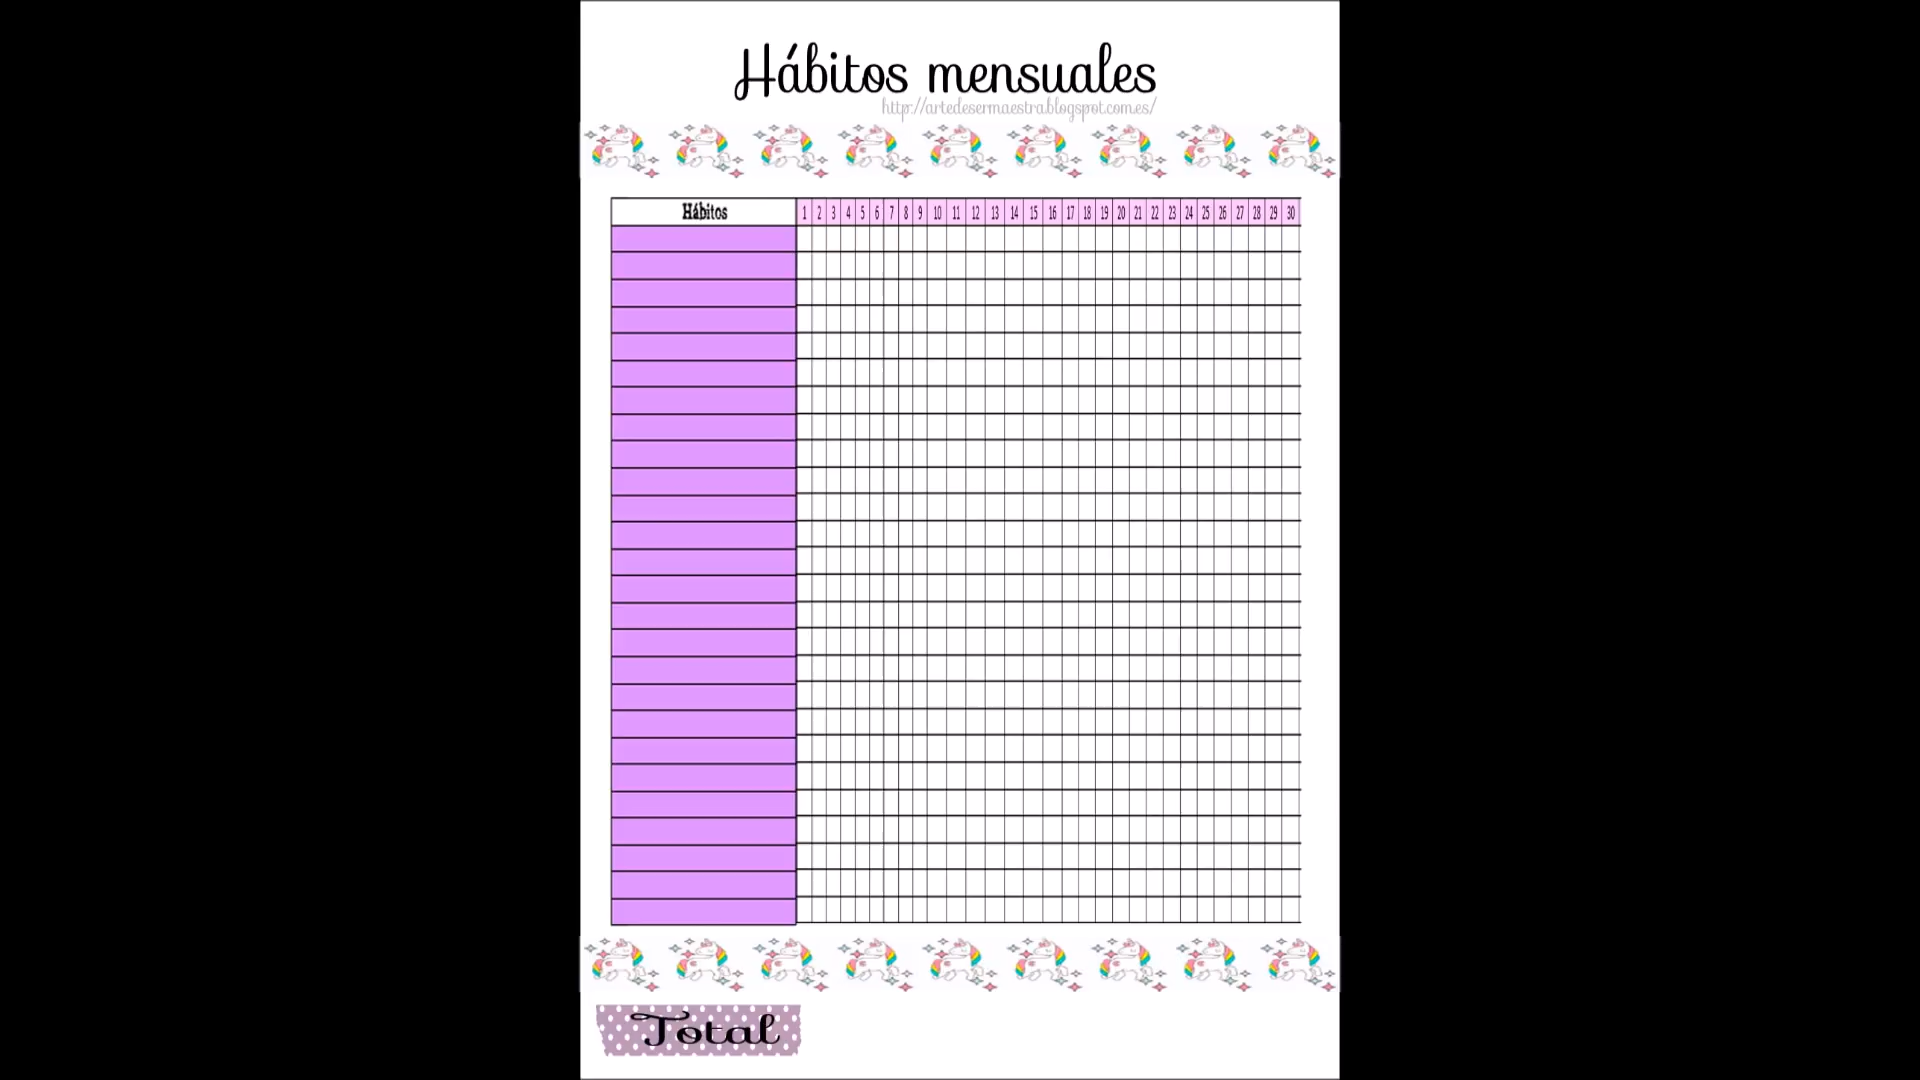 Hábitos mensuales
http://artedesermaestra.blogspot.com.es/
Hábitos 1 2 3 4 5 6 7 8 9 10 11 12 13 14 15 16 17 18 19 20 21 22 23 24 25 26 27 28 29 30
Total